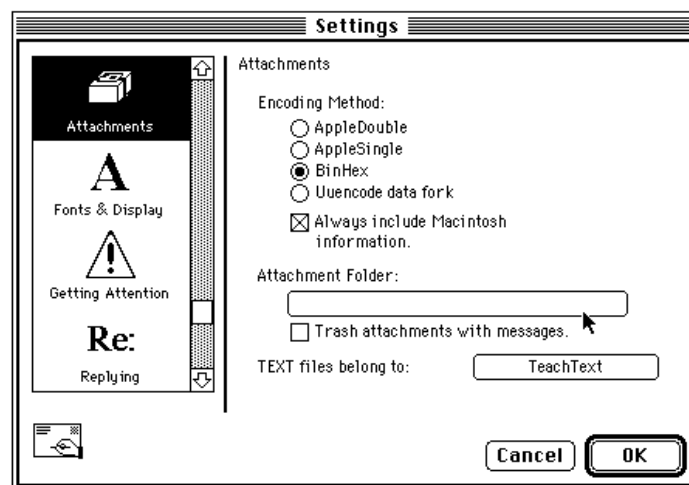 Settings
Attachments
Fonts & Display
Getting Attention
Re:
Replying
Attachments
Encoding Method:
AppleDouble
AppleSingle
BinHex
Uuencode data fork
Always include Macintosh
information.
Attachment Folder:
Trash attachments with messages.
TEXT files belong to:
TeachText
Cancel
OK